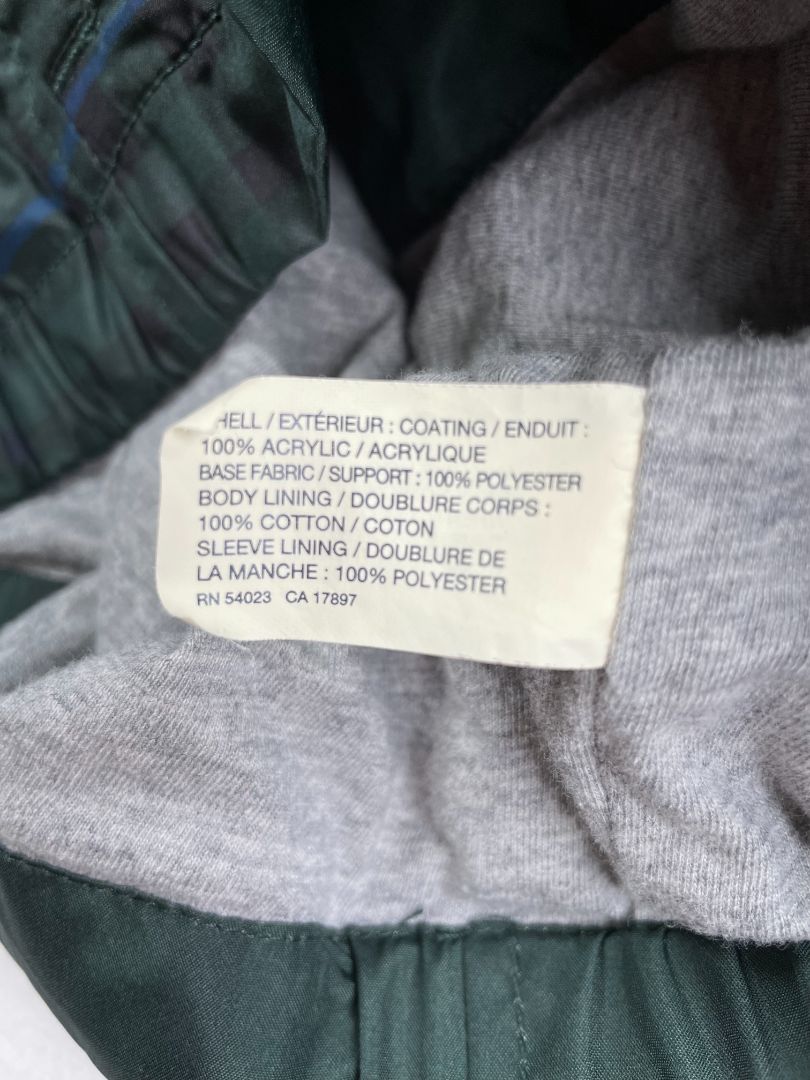 HELL / EXTÉRIEUR : COATING / ENDUIT :
100% ACRYLIC / ACRYLIQUE
BASE FABRIC / SUPPORT : 100% POLYESTER
BODY LINING / DOUBLURE CORPS :
100% COTTON / COTON
SLEEVE LINING / DOUBLURE DE
LA MANCHE : 100% POLYESTER
RN 54023 CA 17897